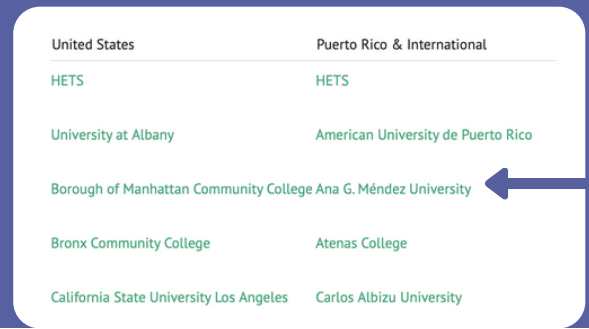 United States Puerto Rico & International
HETS HETS
University at Albany American University de Puerto Rico
Borough of Manhattan Community College Ana G. Méndez University
Bronx Community College Atenas College
California State University Los Angeles Carlos Albizu University